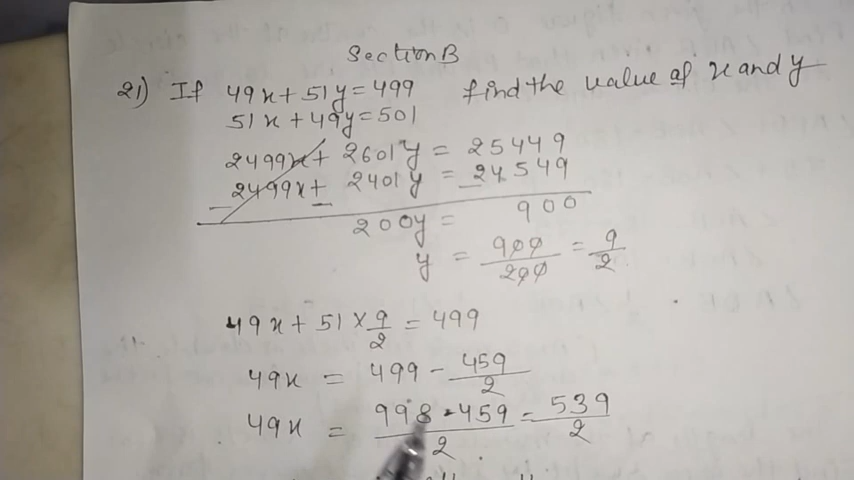 Section B
21) If 49x + 51y = 499 find the value of x and y
51x + 49y = 501
2499x + 2601y = 25449
- 2499x + - 2401y = - 24549
200y = 900
y = 900/200 = 9/2
49x + 51 × 9/2 = 499
49x = 499 - 459/2
49x = 998 - 459/2 = 539/2